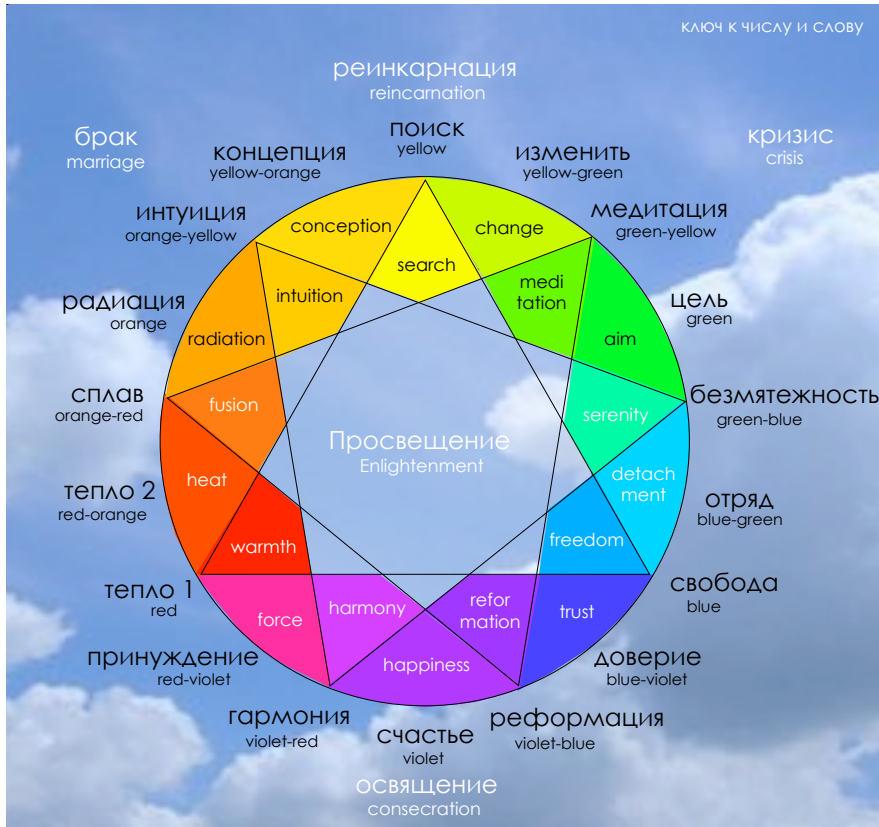 ключ к числу и слову
реинкарнация
reincarnation
брак
marriage
кризис
crisis
поиск
yellow
концепция
yellow-orange
изменить
yellow-green
интуиция
orange-yellow
медитация
green-yellow
conception
change
search
intuition
medi
tation
радиация
orange
цель
green
radiation
aim
сплав
orange-red
безмятежность
green-blue
fusion
serenity
Просвещение
Enlightenment
heat
detach
ment
тепло 2
red-orange
отряд
blue-green
warmth
freedom
тепло 1
red
свобода
blue
force
harmony
refor
mation
trust
принуждение
red-violet
happiness
доверие
blue-violet
гармония
violet-red
счастье
violet
реформация
violet-blue
освящение
consecration